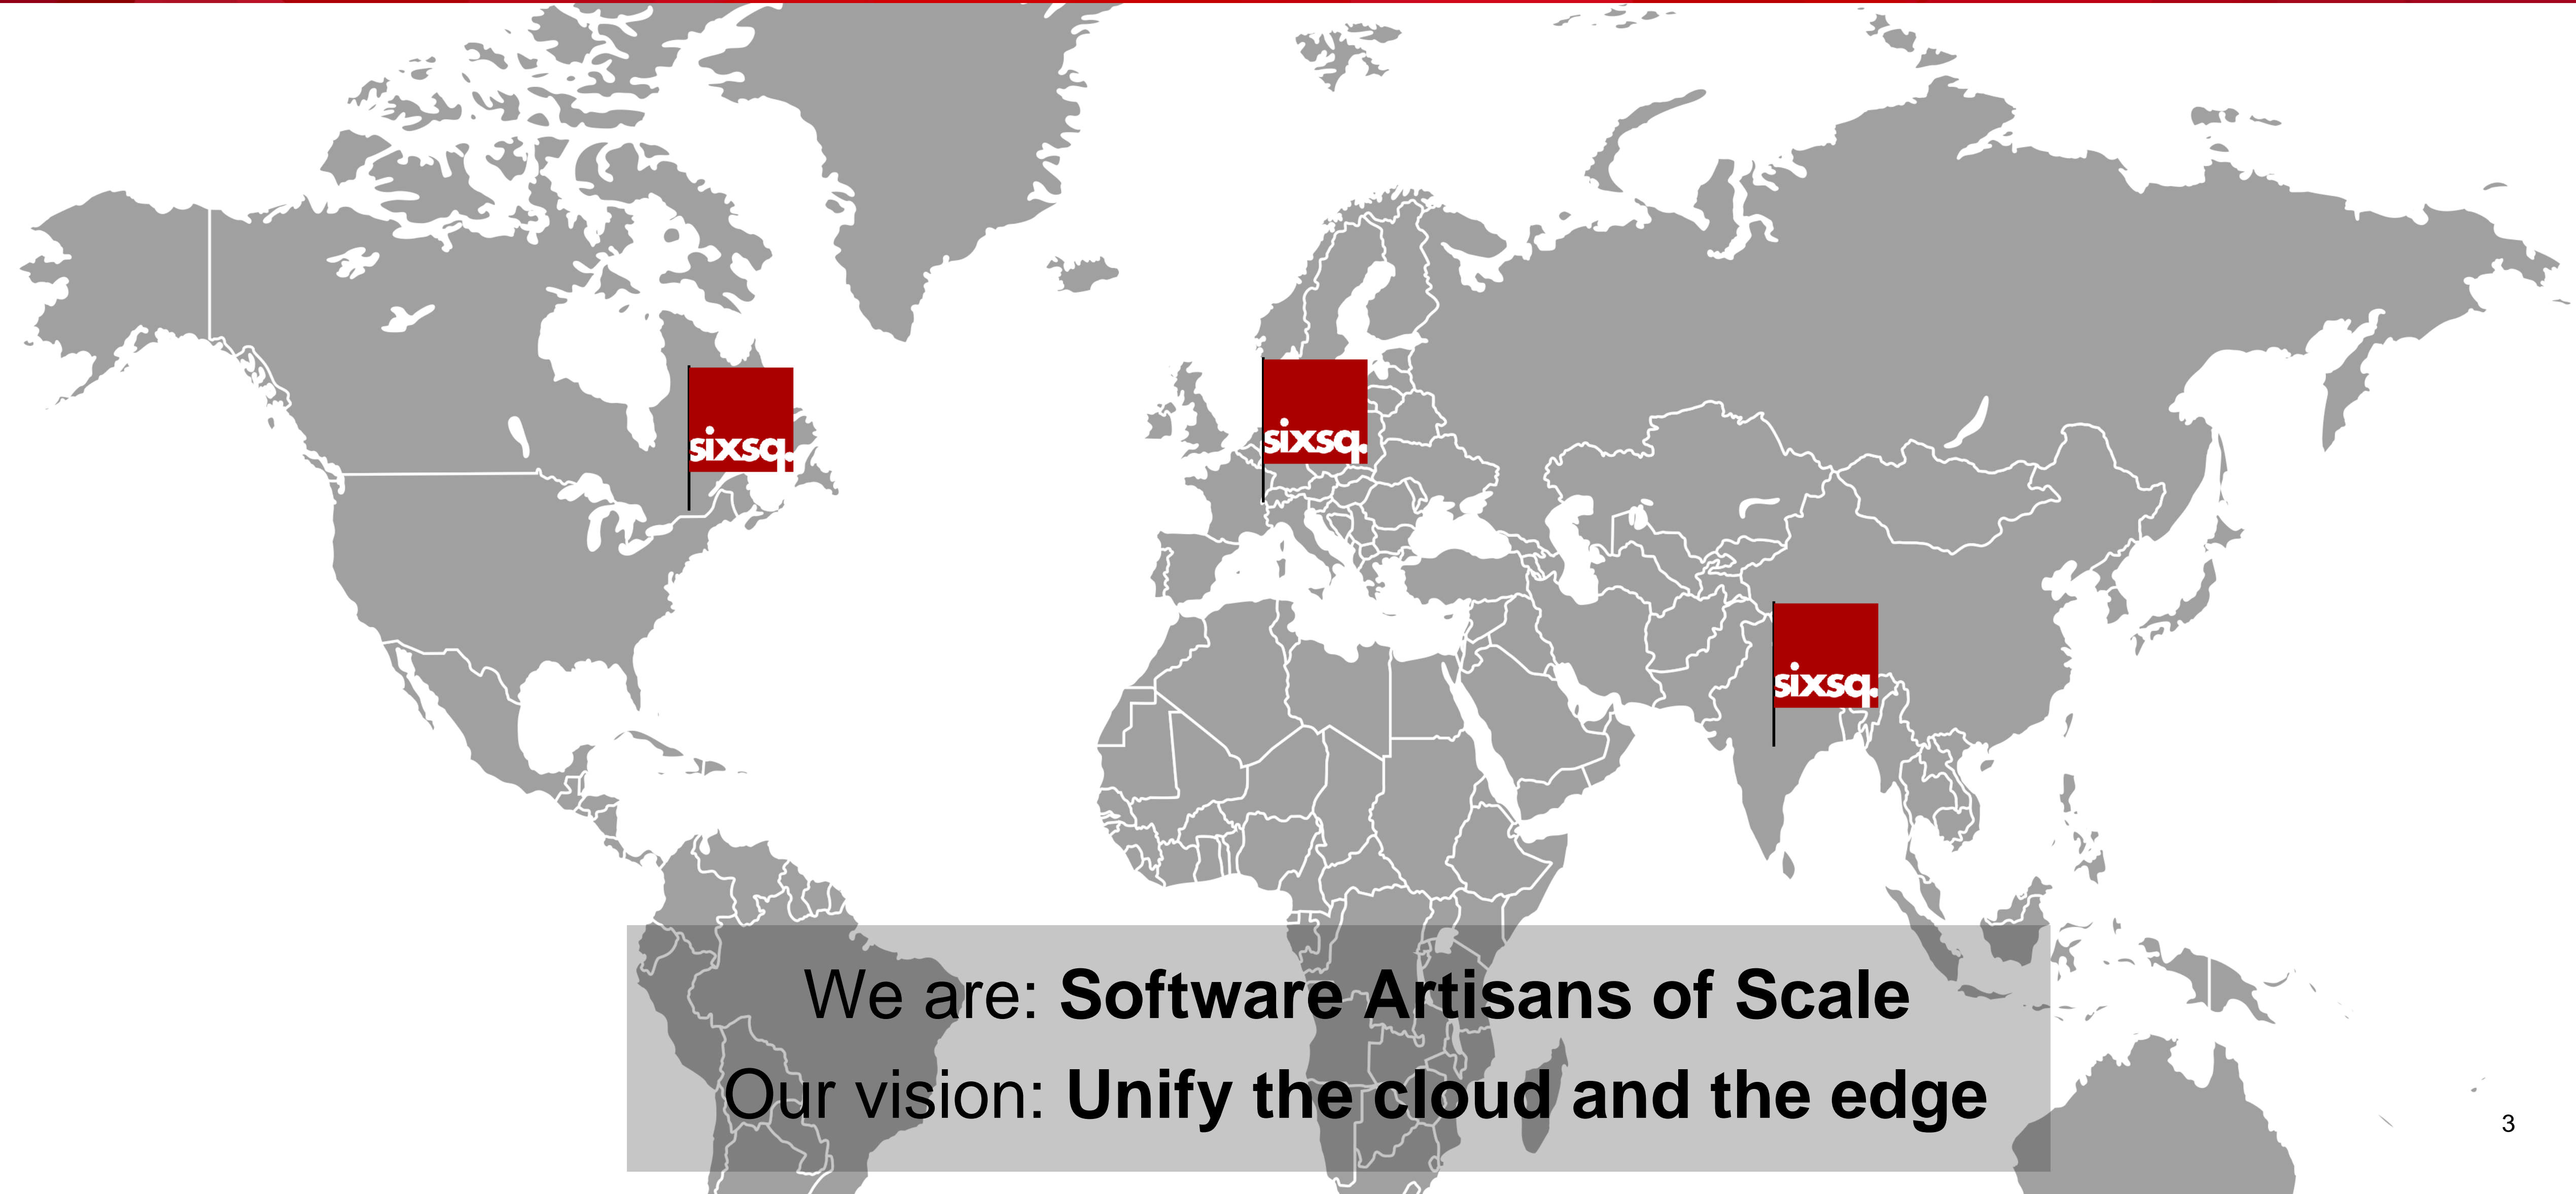 sixsq.
sixsq.
sixsq.
We are: Software Artisans of Scale
Our vision: Unify the cloud and the edge
3